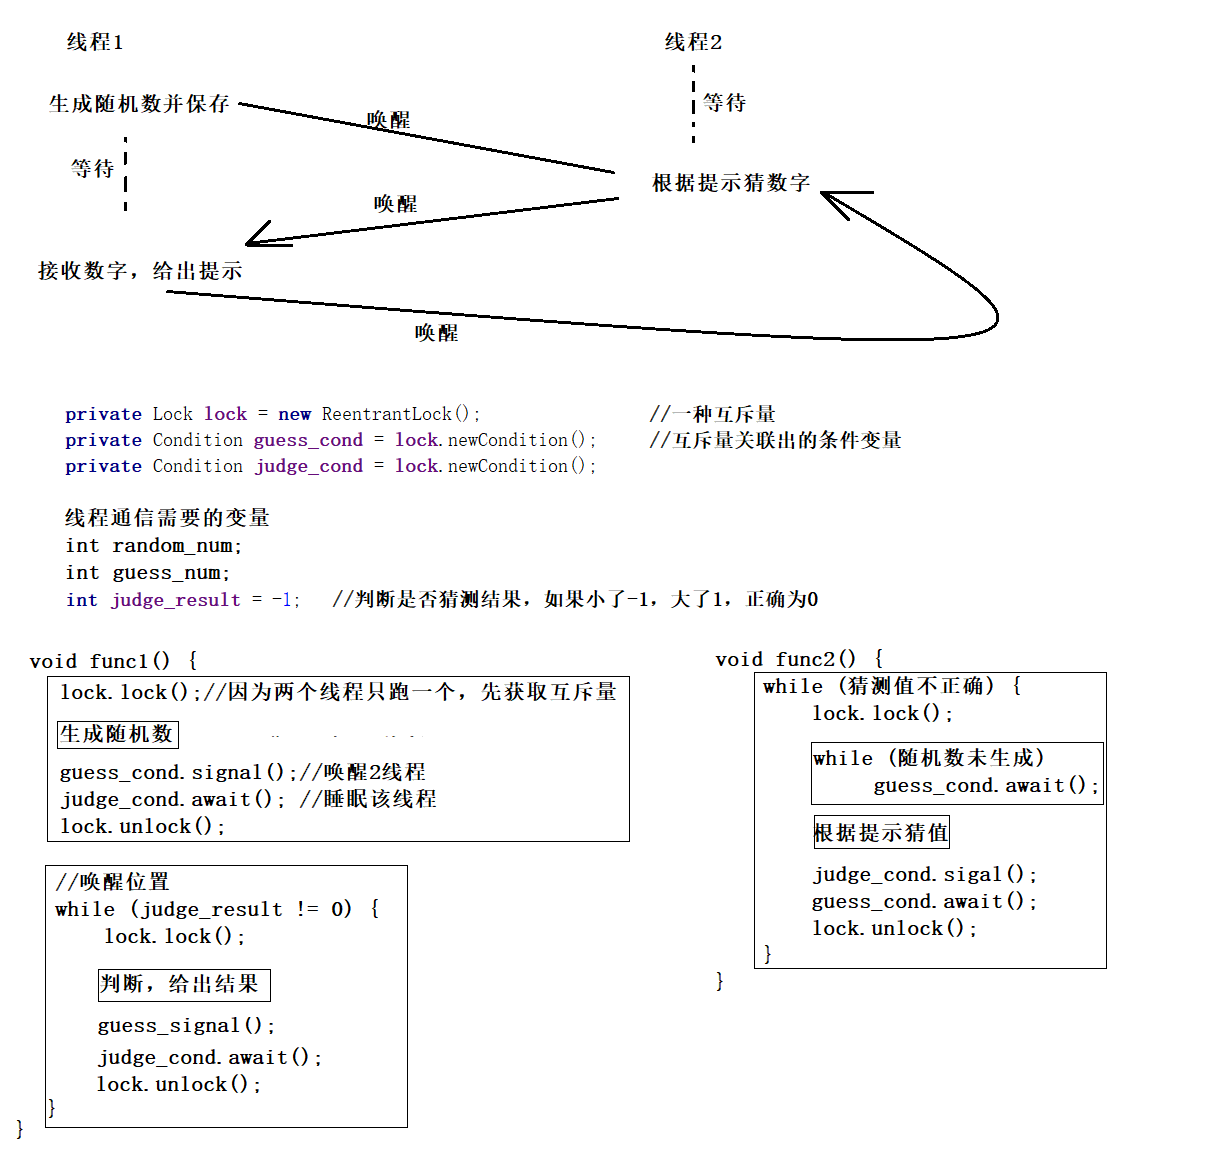 线程1
线程2
生成随机数并保存
唤醒
等待
等待
根据提示猜数字
唤醒
接收数字，给出提示
唤醒
private Lock lock = new ReentrantLock(); //一种互斥量
private Condition guess_cond = lock.newCondition(); //互斥量关联出的条件变量
private Condition judge_cond = lock.newCondition();
线程通信需要的变量
int random_num;
int guess_num;
int judge_result = -1; //判断是否猜测结果，如果小了-1，大了1，正确为0
void func1() {
lock.lock();//因为两个线程只跑一个，先获取互斥量
生成随机数
guess_cond.signal();//唤醒2线程
judge_cond.await(); //睡眠该线程
lock.unlock();
//唤醒位置
while (judge_result != 0) {
lock.lock();
判断，给出结果
guess_signal();
judge_cond.await();
lock.unlock();
}
}
void func2() {
while (猜测值不正确) {
lock.lock();
while (随机数未生成)
guess_cond.await();
根据提示猜值
judge_cond.sigal();
guess_cond.await();
lock.unlock();
}
}